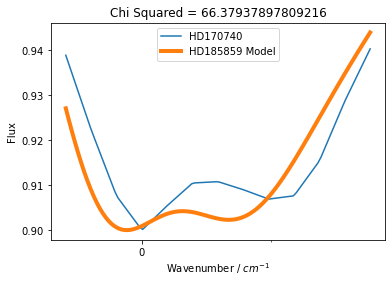 Chi Squared = 66.37937897809216
HD170740
HD185859 Model
0.94
0.93
0.92
0.91
0.90
Flux
0
Wavenumber / cm⁻¹